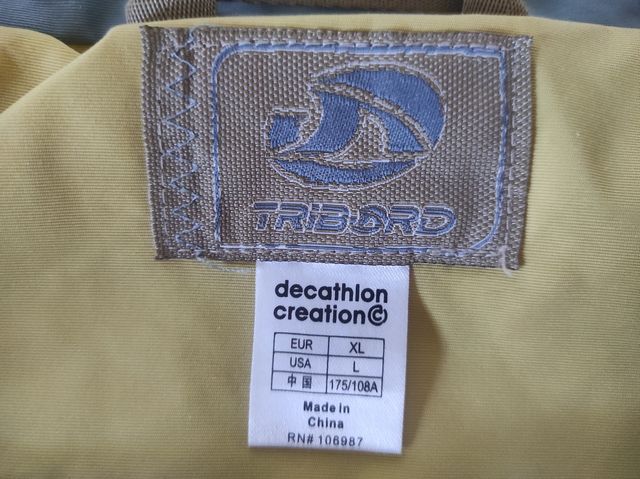 TRIBORD
decathlon
creation©
EUR XL
USA L
中国 175/108A
Made in
China
RN# 106987